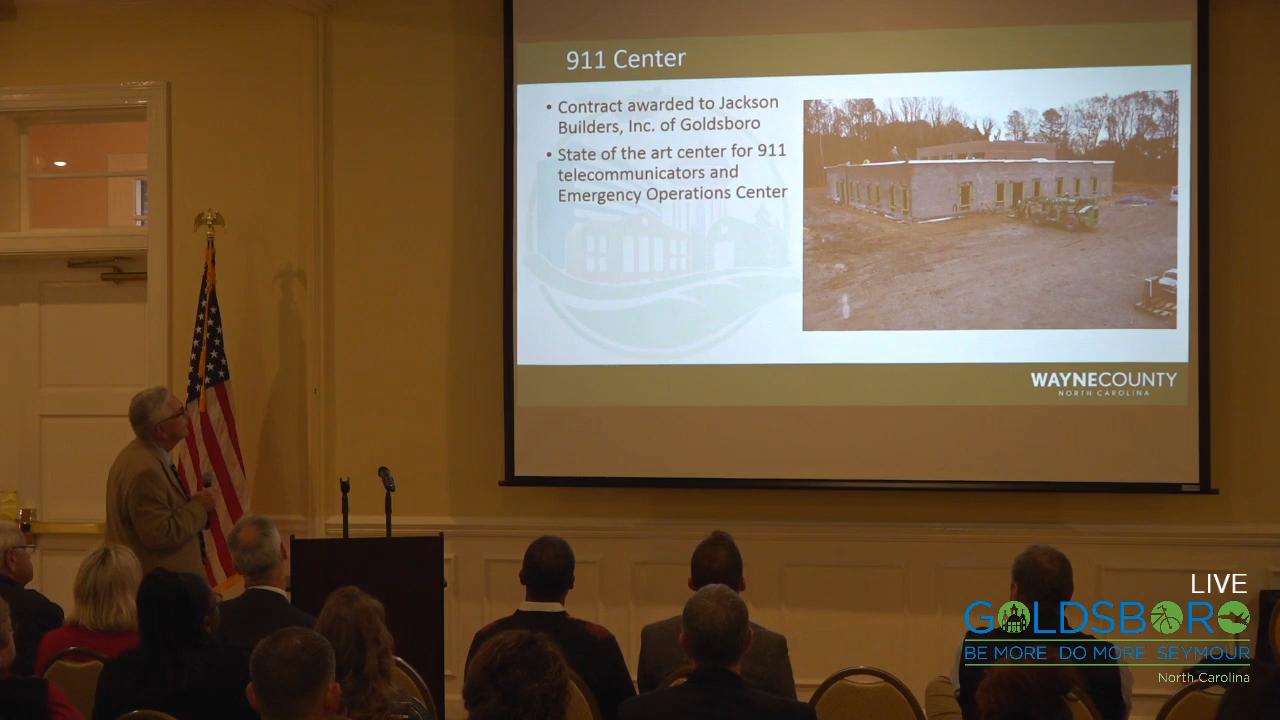 911 Center
• Contract awarded to Jackson
Builders, Inc. of Goldsboro
• State of the art center for 911
telecommunicators and
Emergency Operations Center
WAYNECOUNTY
NORTH CAROLINA
LIVE
GOLDSBORO
BE MORE DO MORE SEYMOUR
North Carolina